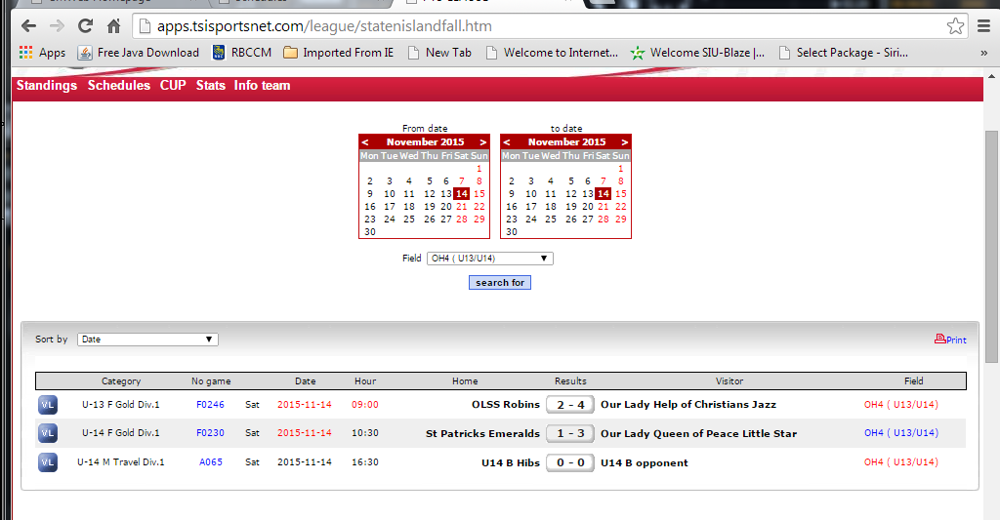 apps.tsisportsnet.com/league/statenislandfall.htm
Apps Free Java Download RBCCM Imported From IE New Tab Welcome to Internet... Welcome SIU-Blaze |... Select Package - Siri... »
Standings Schedules CUP Stats Info team
From date to date
< November 2015 > < November 2015 >
Mon Tue Wed Thu Fri Sat Sun Mon Tue Wed Thu Fri Sat Sun
1 1
2 3 4 5 6 7 8 2 3 4 5 6 7 8
9 10 11 12 13 14 15 9 10 11 12 13 14 15
16 17 18 19 20 21 22 16 17 18 19 20 21 22
23 24 25 26 27 28 29 23 24 25 26 27 28 29
30 30
Field OH4 ( U13/U14)
search for
Sort by Date Print
Category No game Date Hour Home Results Visitor Field
VL U-13 F Gold Div.1 F0246 Sat 2015-11-14 09:00 OLSS Robins 2 - 4 Our Lady Help of Christians Jazz OH4 ( U13/U14)
VL U-14 F Gold Div.1 F0230 Sat 2015-11-14 10:30 St Patricks Emeralds 1 - 3 Our Lady Queen of Peace Little Star OH4 ( U13/U14)
VL U-14 M Travel Div.1 A065 Sat 2015-11-14 16:30 U14 B Hibs 0 - 0 U14 B opponent OH4 ( U13/U14)